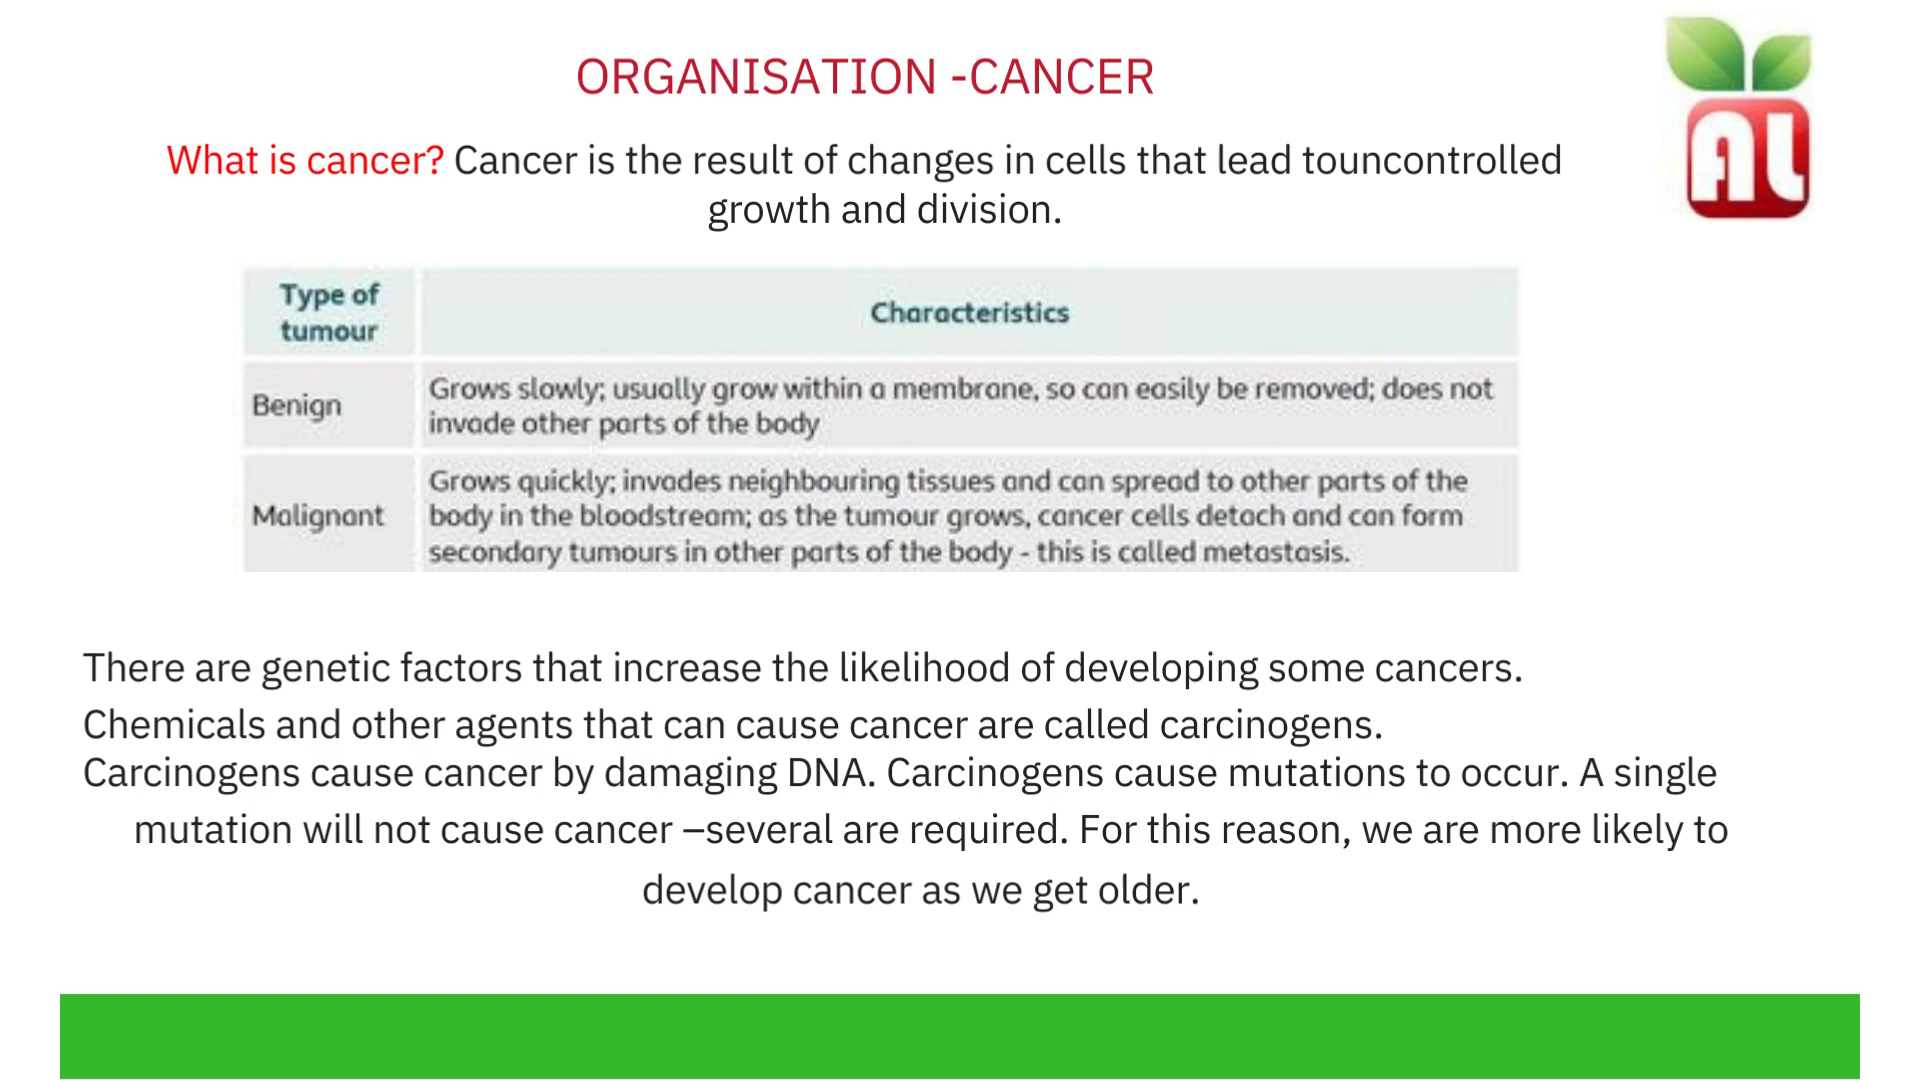 ORGANISATION -CANCER
What is cancer? Cancer is the result of changes in cells that lead touncontrolled
growth and division.
Type of
tumour
Characteristics
Benign
Grows slowly; usually grow within a membrane, so can easily be removed; does not
invade other parts of the body
Malignant
Grows quickly; invades neighbouring tissues and can spread to other parts of the
body in the bloodstream; as the tumour grows, cancer cells detach and can form
secondary tumours in other parts of the body - this is called metastasis.
There are genetic factors that increase the likelihood of developing some cancers.
Chemicals and other agents that can cause cancer are called carcinogens.
Carcinogens cause cancer by damaging DNA. Carcinogens cause mutations to occur. A single
mutation will not cause cancer –several are required. For this reason, we are more likely to
develop cancer as we get older.
AL